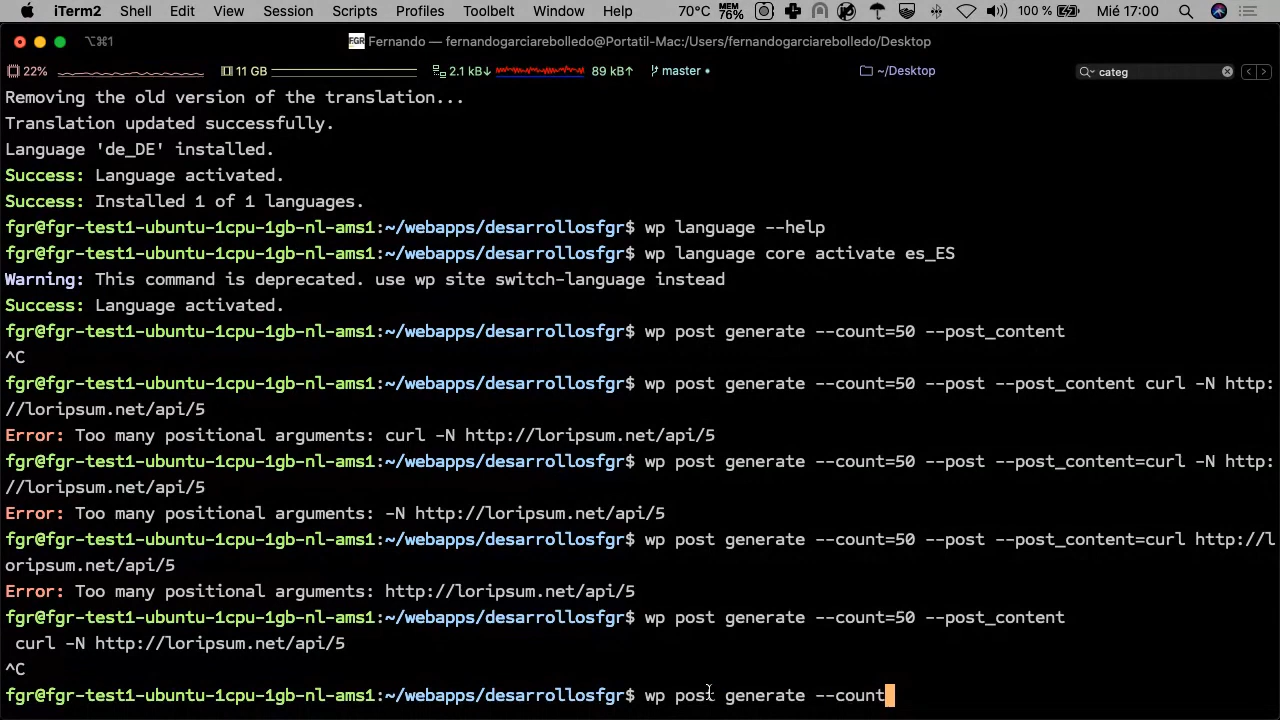 iTerm2 Shell Edit View Session Scripts Profiles Toolbelt Window Help 70°C MEM 76% 100 % Mié 17:00
⌥⌘1 FGR Fernando — fernandogarciarebolledo@Portatil-Mac:/Users/fernandogarciarebolledo/Desktop
22% 11 GB 2.1 kB↓ 89 kB↑ master • ~/Desktop categ
Removing the old version of the translation...
Translation updated successfully.
Language 'de_DE' installed.
Success: Language activated.
Success: Installed 1 of 1 languages.
fgr@fgr-test1-ubuntu-1cpu-1gb-nl-ams1:~/webapps/desarrollosfgr$ wp language --help
fgr@fgr-test1-ubuntu-1cpu-1gb-nl-ams1:~/webapps/desarrollosfgr$ wp language core activate es_ES
Warning: This command is deprecated. use wp site switch-language instead
Success: Language activated.
fgr@fgr-test1-ubuntu-1cpu-1gb-nl-ams1:~/webapps/desarrollosfgr$ wp post generate --count=50 --post_content
^C
fgr@fgr-test1-ubuntu-1cpu-1gb-nl-ams1:~/webapps/desarrollosfgr$ wp post generate --count=50 --post --post_content curl -N http:
//loripsum.net/api/5
Error: Too many positional arguments: curl -N http://loripsum.net/api/5
fgr@fgr-test1-ubuntu-1cpu-1gb-nl-ams1:~/webapps/desarrollosfgr$ wp post generate --count=50 --post --post_content=curl -N http:
//loripsum.net/api/5
Error: Too many positional arguments: -N http://loripsum.net/api/5
fgr@fgr-test1-ubuntu-1cpu-1gb-nl-ams1:~/webapps/desarrollosfgr$ wp post generate --count=50 --post --post_content=curl http://l
oripsum.net/api/5
Error: Too many positional arguments: http://loripsum.net/api/5
fgr@fgr-test1-ubuntu-1cpu-1gb-nl-ams1:~/webapps/desarrollosfgr$ wp post generate --count=50 --post_content
curl -N http://loripsum.net/api/5
^C
fgr@fgr-test1-ubuntu-1cpu-1gb-nl-ams1:~/webapps/desarrollosfgr$ wp post generate --count